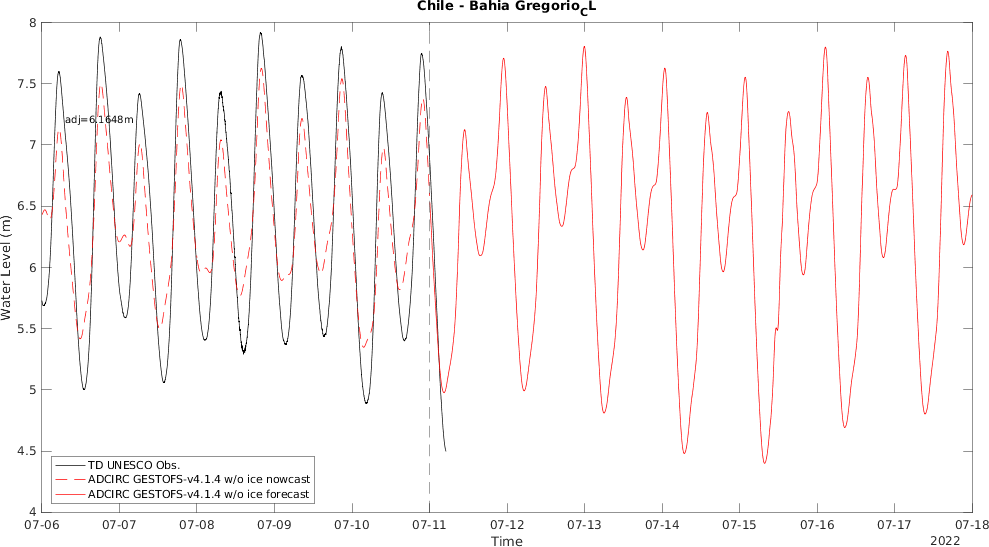 Chile - Bahia GregorioCL
8
7.5
7
6.5
6
5.5
5
4.5
4
Water Level (m)
adj=6.1648m
TD UNESCO Obs.
ADCIRC GESTOFS-v4.1.4 w/o ice nowcast
ADCIRC GESTOFS-v4.1.4 w/o ice forecast
07-06 07-07 07-08 07-09 07-10 07-11 07-12 07-13 07-14 07-15 07-16 07-17 07-18
Time
2022